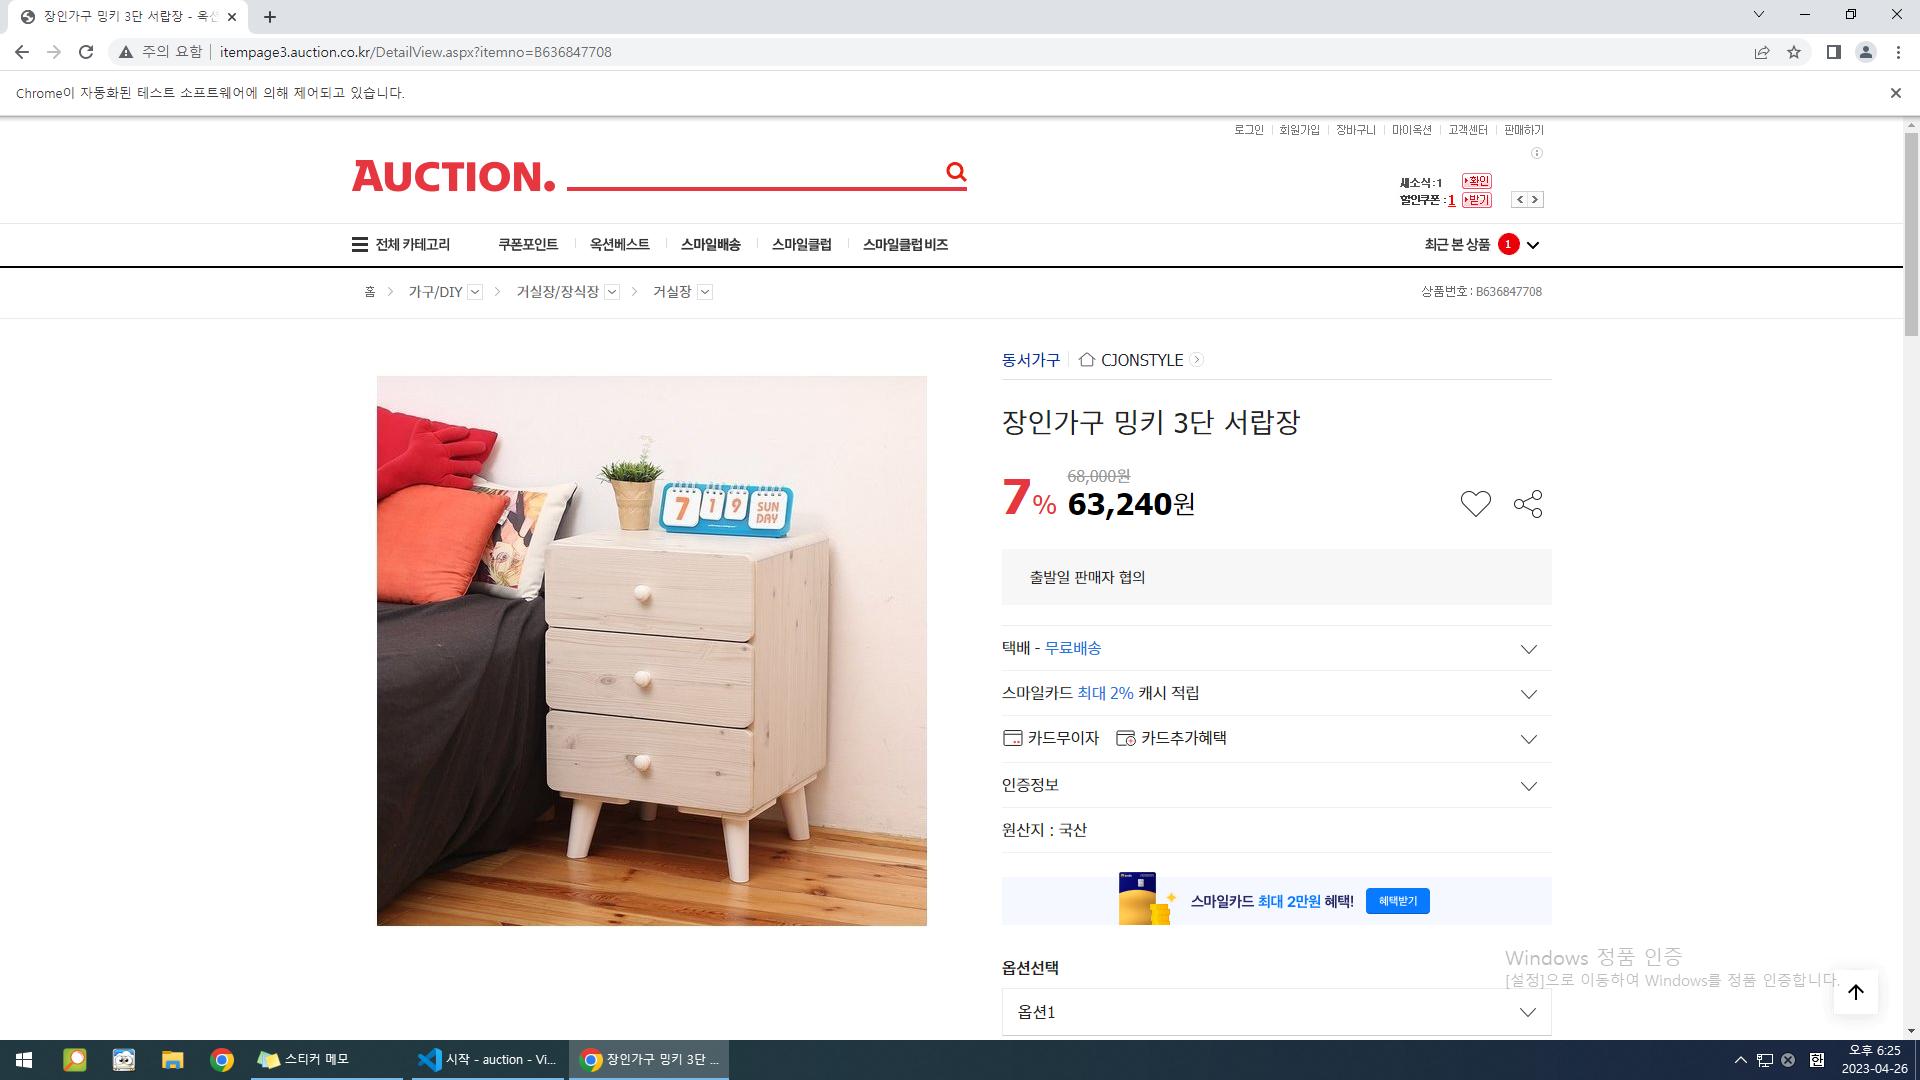 장인가구 밍키 3단 서랍장 - 옥션
주의 요함 itempage3.auction.co.kr/DetailView.aspx?itemno=B636847708
Chrome이 자동화된 테스트 소프트웨어에 의해 제어되고 있습니다.
로그인 회원가입 장바구니 마이옥션 고객센터 판매하기
AUCTION.
새소식:1 확인
할인쿠폰:1 받기
전체 카테고리 쿠폰포인트 옥션베스트 스마일배송 스마일클럽 스마일클럽 비즈 최근 본 상품 1
홈 가구/DIY 거실장/장식장 거실장 상품번호 : B636847708
동서가구 CJONSTYLE
장인가구 밍키 3단 서랍장
68,000원
7% 63,240원
7 1 9 SUN DAY
출발일 판매자 협의
택배 - 무료배송
스마일카드 최대 2% 캐시 적립
카드무이자 카드추가혜택
인증정보
원산지 : 국산
스마일카드 최대 2만원 혜택! 혜택받기
옵션선택
옵션1
Windows 정품 인증
[설정]으로 이동하여 Windows를 정품 인증합니다.
스티커 메모 시작 - auction - Vi... 장인가구 밍키 3단 ... 한 오후 6:25
2023-04-26